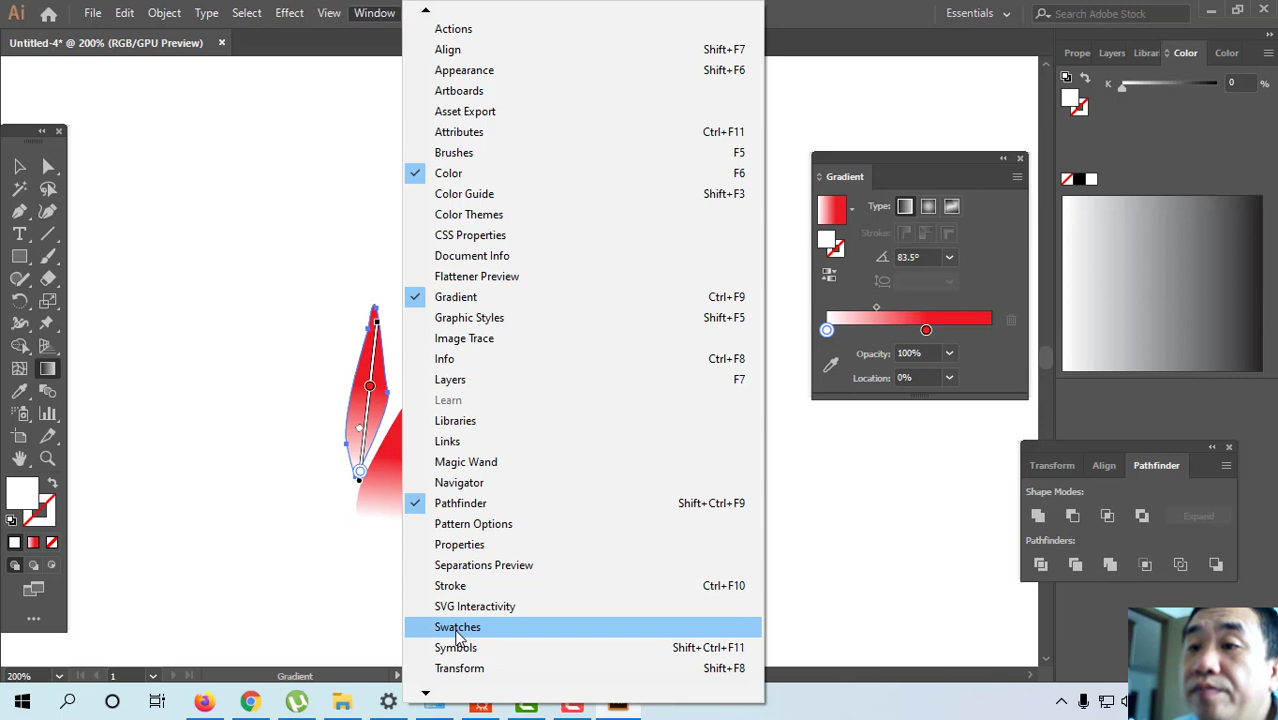 Ai File Edit Object Type Select Effect View Window Essentials Search Adobe Stock
Untitled-4* @ 200% (RGB/GPU Preview)
Actions
Align Shift+F7
Appearance Shift+F6
Artboards
Asset Export
Attributes Ctrl+F11
Brushes F5
Color F6
Color Guide Shift+F3
Color Themes
CSS Properties
Document Info
Flattener Preview
Gradient Ctrl+F9
Graphic Styles Shift+F5
Image Trace
Info Ctrl+F8
Layers F7
Learn
Libraries
Links
Magic Wand
Navigator
Pathfinder Shift+Ctrl+F9
Pattern Options
Properties
Separations Preview
Stroke Ctrl+F10
SVG Interactivity
Swatches
Symbols Shift+Ctrl+F11
Transform Shift+F8
Prope Layers Librar Color Color
K 0 %
Gradient
Type:
Stroke:
83.5°
Opacity: 100%
Location: 0%
Transform Align Pathfinder
Shape Modes:
Expand
Pathfinders:
200% 1 Gradient